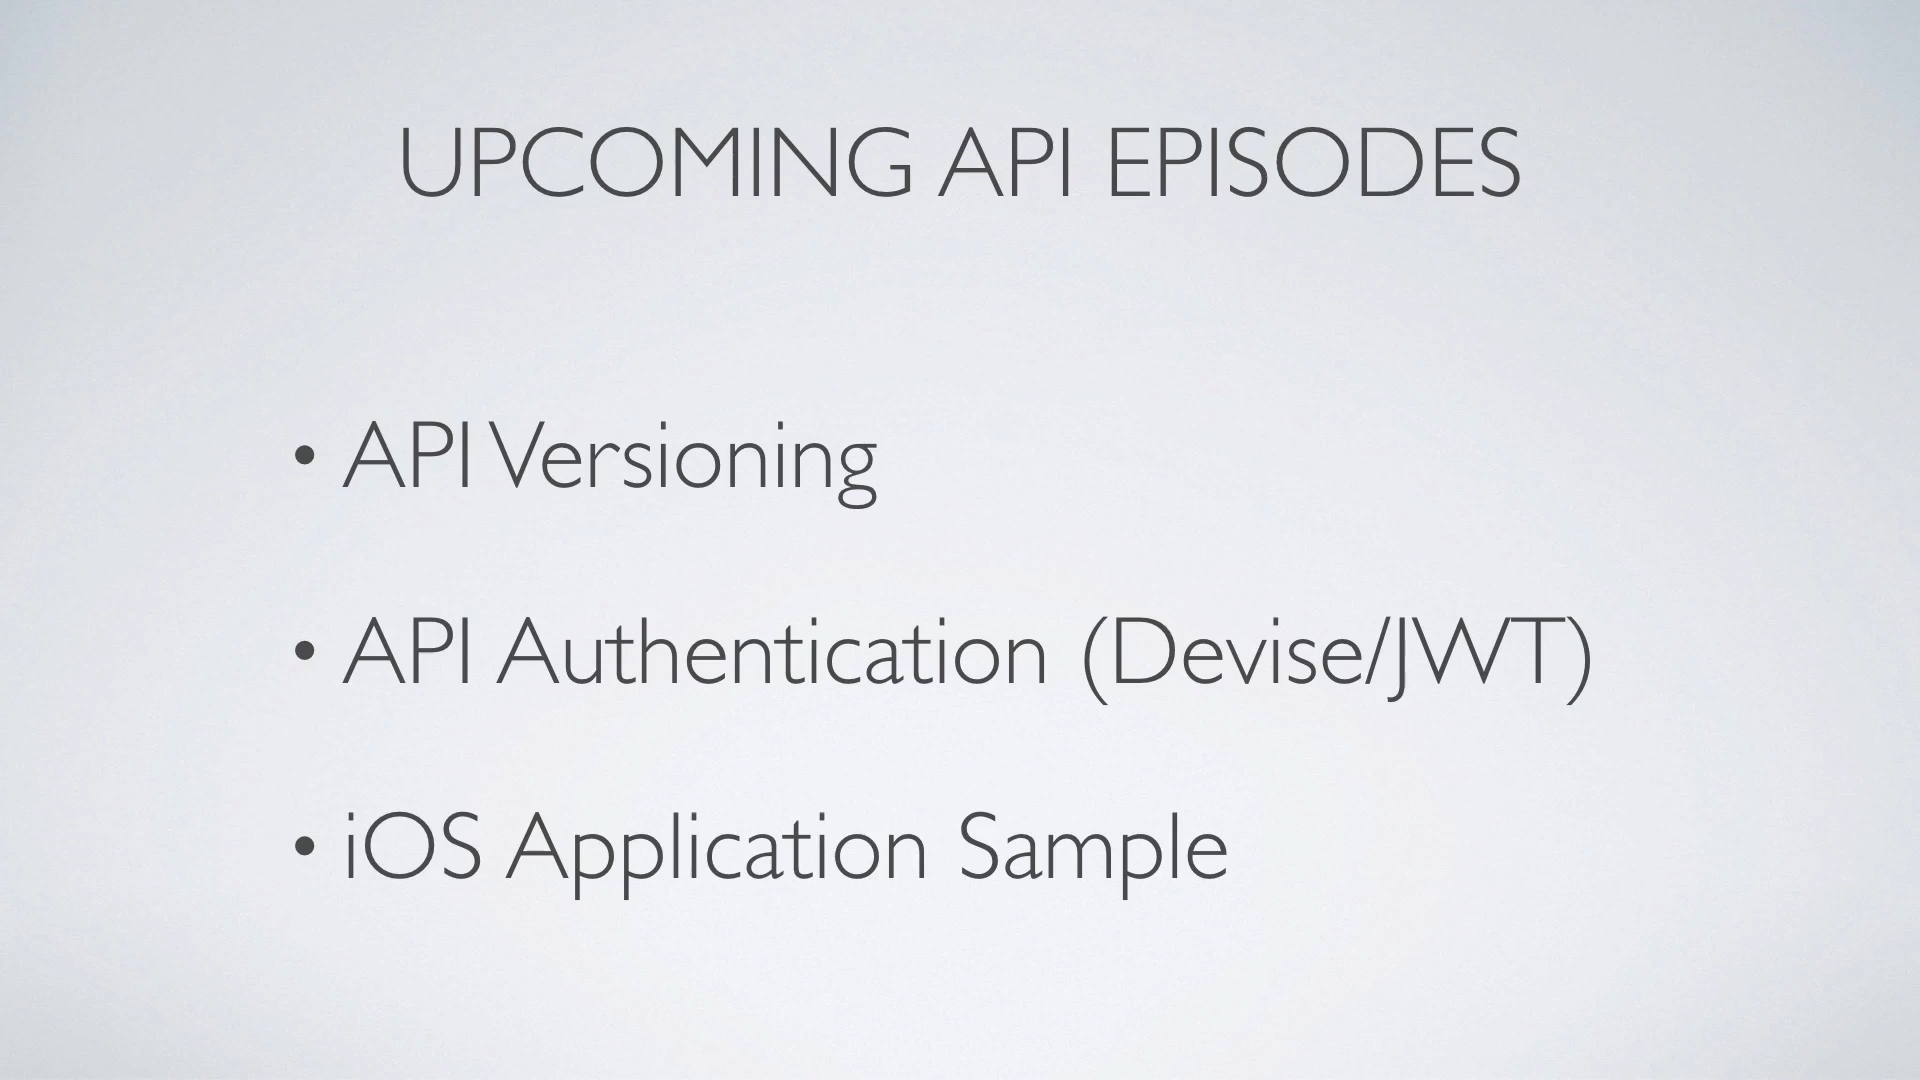 UPCOMING API EPISODES
• API Versioning
• API Authentication (Devise/JWT)
• iOS Application Sample